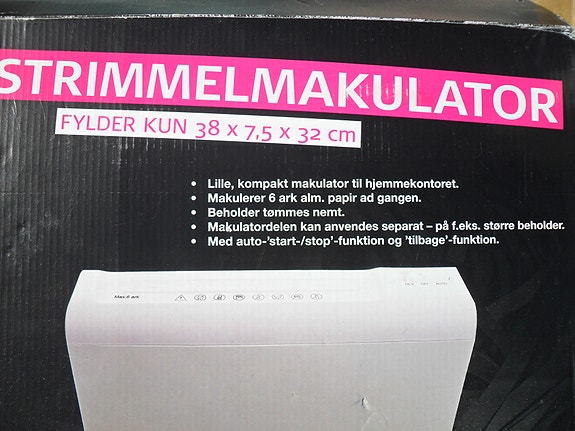 STRIMMELMAKULATOR
FYLDER KUN 38 x 7,5 x 32 cm
• Lille, kompakt makulator til hjemmekontoret.
• Makulerer 6 ark alm. papir ad gangen.
• Beholder tømmes nemt.
• Makulatordelen kan anvendes separat – på f.eks. større beholder.
• Med auto-'start-/stop'-funktion og 'tilbage'-funktion.
Max.6 ark